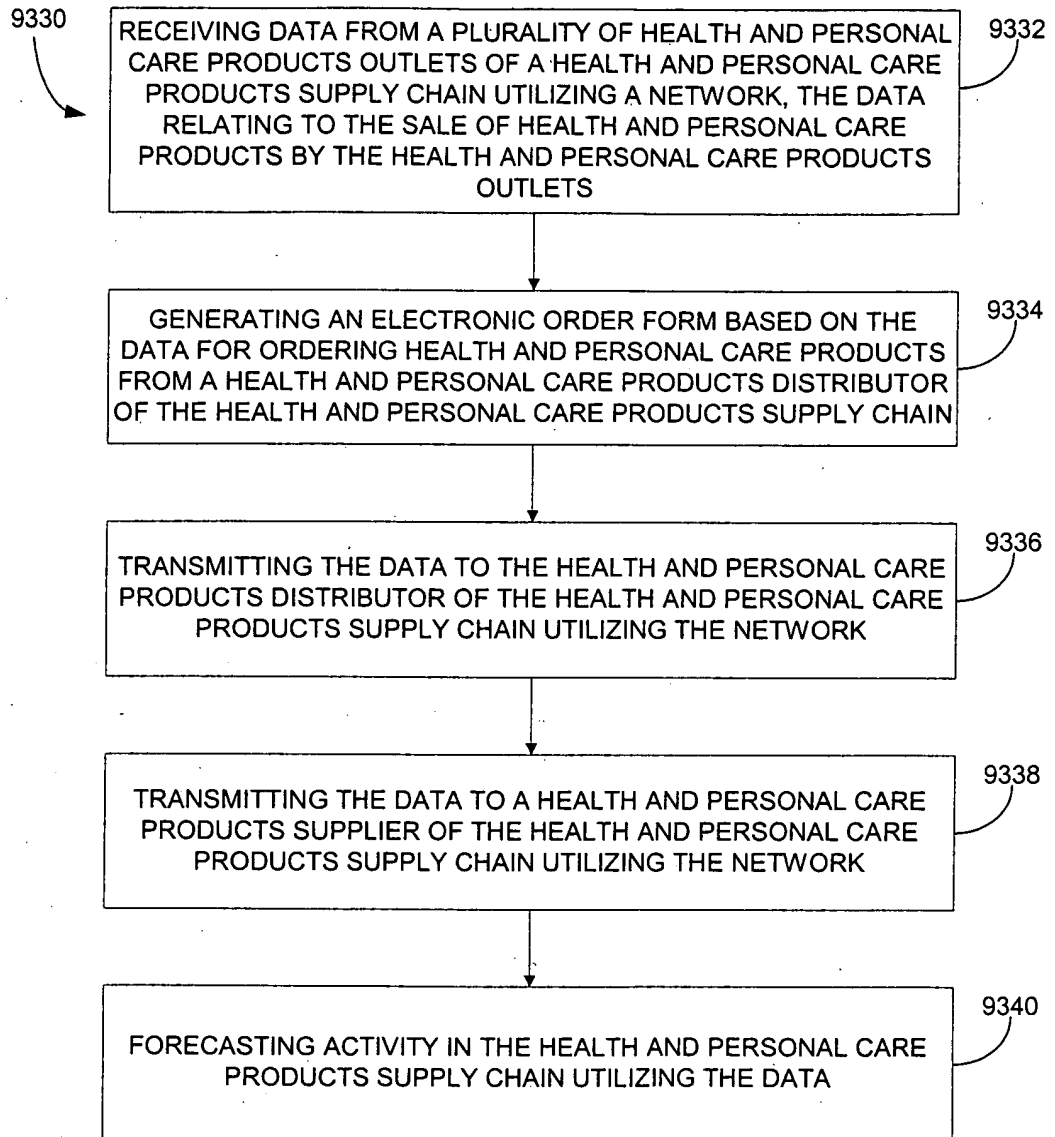 9330
RECEIVING DATA FROM A PLURALITY OF HEALTH AND PERSONAL
CARE PRODUCTS OUTLETS OF A HEALTH AND PERSONAL CARE
PRODUCTS SUPPLY CHAIN UTILIZING A NETWORK, THE DATA
RELATING TO THE SALE OF HEALTH AND PERSONAL CARE
PRODUCTS BY THE HEALTH AND PERSONAL CARE PRODUCTS
OUTLETS
9332
GENERATING AN ELECTRONIC ORDER FORM BASED ON THE
DATA FOR ORDERING HEALTH AND PERSONAL CARE PRODUCTS
FROM A HEALTH AND PERSONAL CARE PRODUCTS DISTRIBUTOR
OF THE HEALTH AND PERSONAL CARE PRODUCTS SUPPLY CHAIN
9334
TRANSMITTING THE DATA TO THE HEALTH AND PERSONAL CARE
PRODUCTS DISTRIBUTOR OF THE HEALTH AND PERSONAL CARE
PRODUCTS SUPPLY CHAIN UTILIZING THE NETWORK
9336
TRANSMITTING THE DATA TO A HEALTH AND PERSONAL CARE
PRODUCTS SUPPLIER OF THE HEALTH AND PERSONAL CARE
PRODUCTS SUPPLY CHAIN UTILIZING THE NETWORK
9338
FORECASTING ACTIVITY IN THE HEALTH AND PERSONAL CARE
PRODUCTS SUPPLY CHAIN UTILIZING THE DATA
9340